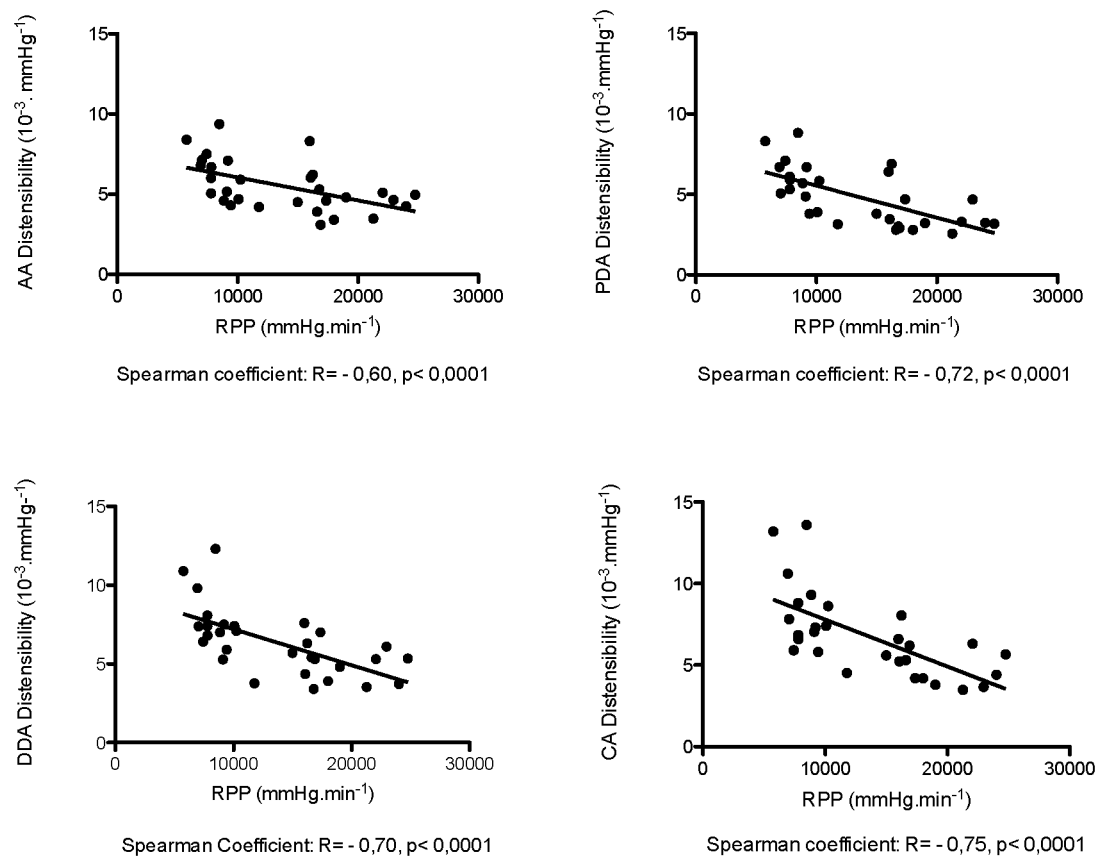 AA Distensibility (10⁻³. mmHg⁻¹)
15
10
5
0
0 10000 20000 30000
RPP (mmHg.min⁻¹)
Spearman coefficient: R= - 0,60, p< 0,0001
PDA Distensibility (10⁻³.mmHg⁻¹)
15
10
5
0
0 10000 20000 30000
RPP (mmHg.min⁻¹)
Spearman coefficient: R= - 0,72, p< 0,0001
DDA Distensibility (10⁻³.mmHg-⁻¹)
15
10
5
0
0 10000 20000 30000
RPP (mmHg.min⁻¹)
Spearman Coefficient: R= - 0,70, p< 0,0001
CA Distensibility (10⁻³.mmHg⁻¹)
15
10
5
0
0 10000 20000 30000
RPP (mmHg.min⁻¹)
Spearman coefficient: R= - 0,75, p< 0,0001